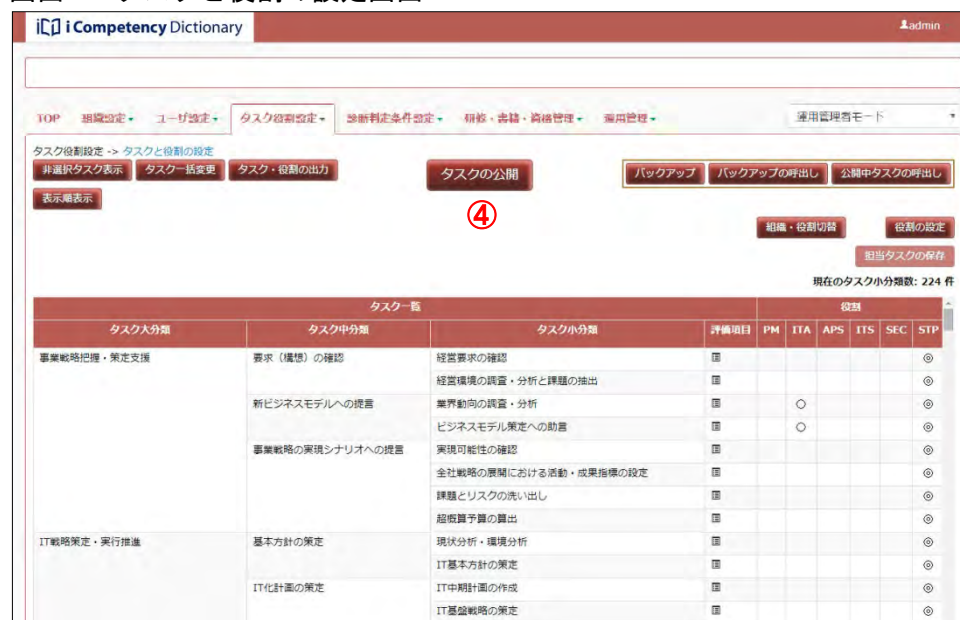 iCD i Competency Dictionary
admin
TOP 組織設定 ユーザ設定 タスク役割設定 診断判定条件設定 研修・書籍・資格管理 運用管理 運用管理者モード
タスク役割設定 -> タスクと役割の設定
非選択タスク表示 タスク一括変更 タスク・役割の出力 タスクの公開 バックアップ バックアップの呼出し 公開中タスクの呼出し
表示順表示
④
組織・役割切替 役割の設定
担当タスクの保存
現在のタスク小分類数: 224 件
タスク一覧 役割
タスク大分類 タスク中分類 タスク小分類 評価項目 PM ITA APS ITS SEC STP
事業戦略把握・策定支援 要求（構想）の確認 経営要求の確認 ◎
経営環境の調査・分析と課題の抽出 ◎
新ビジネスモデルへの提言 業界動向の調査・分析 ○ ◎
ビジネスモデル策定への助言 ○ ◎
事業戦略の実現シナリオへの提言 実現可能性の確認 ◎
全社戦略の展開における活動・成果指標の設定 ◎
課題とリスクの洗い出し ◎
超概算予算の算出 ◎
IT戦略策定・実行推進 基本方針の策定 現状分析・環境分析 ◎
IT基本方針の策定 ◎
IT化計画の策定 IT中期計画の作成 ◎
IT基盤戦略の策定 ◎